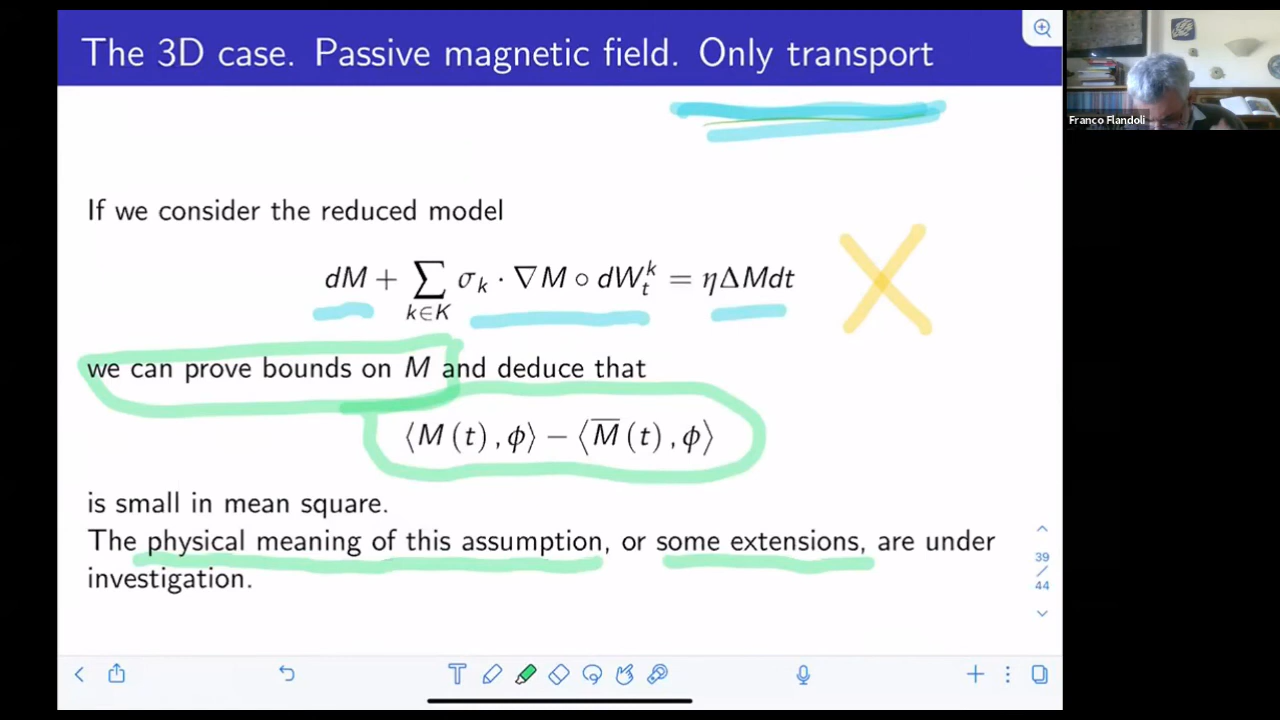 The 3D case. Passive magnetic field. Only transport
Franco Flandoli
If we consider the reduced model
dM + ∑_{k∈K} σ_k · ∇M ∘ dW_t^k = ηΔMdt
we can prove bounds on M and deduce that
⟨M (t) , ϕ⟩ − ⟨M̅ (t) , ϕ⟩
is small in mean square.
The physical meaning of this assumption, or some extensions, are under
investigation.
39
/
44
T